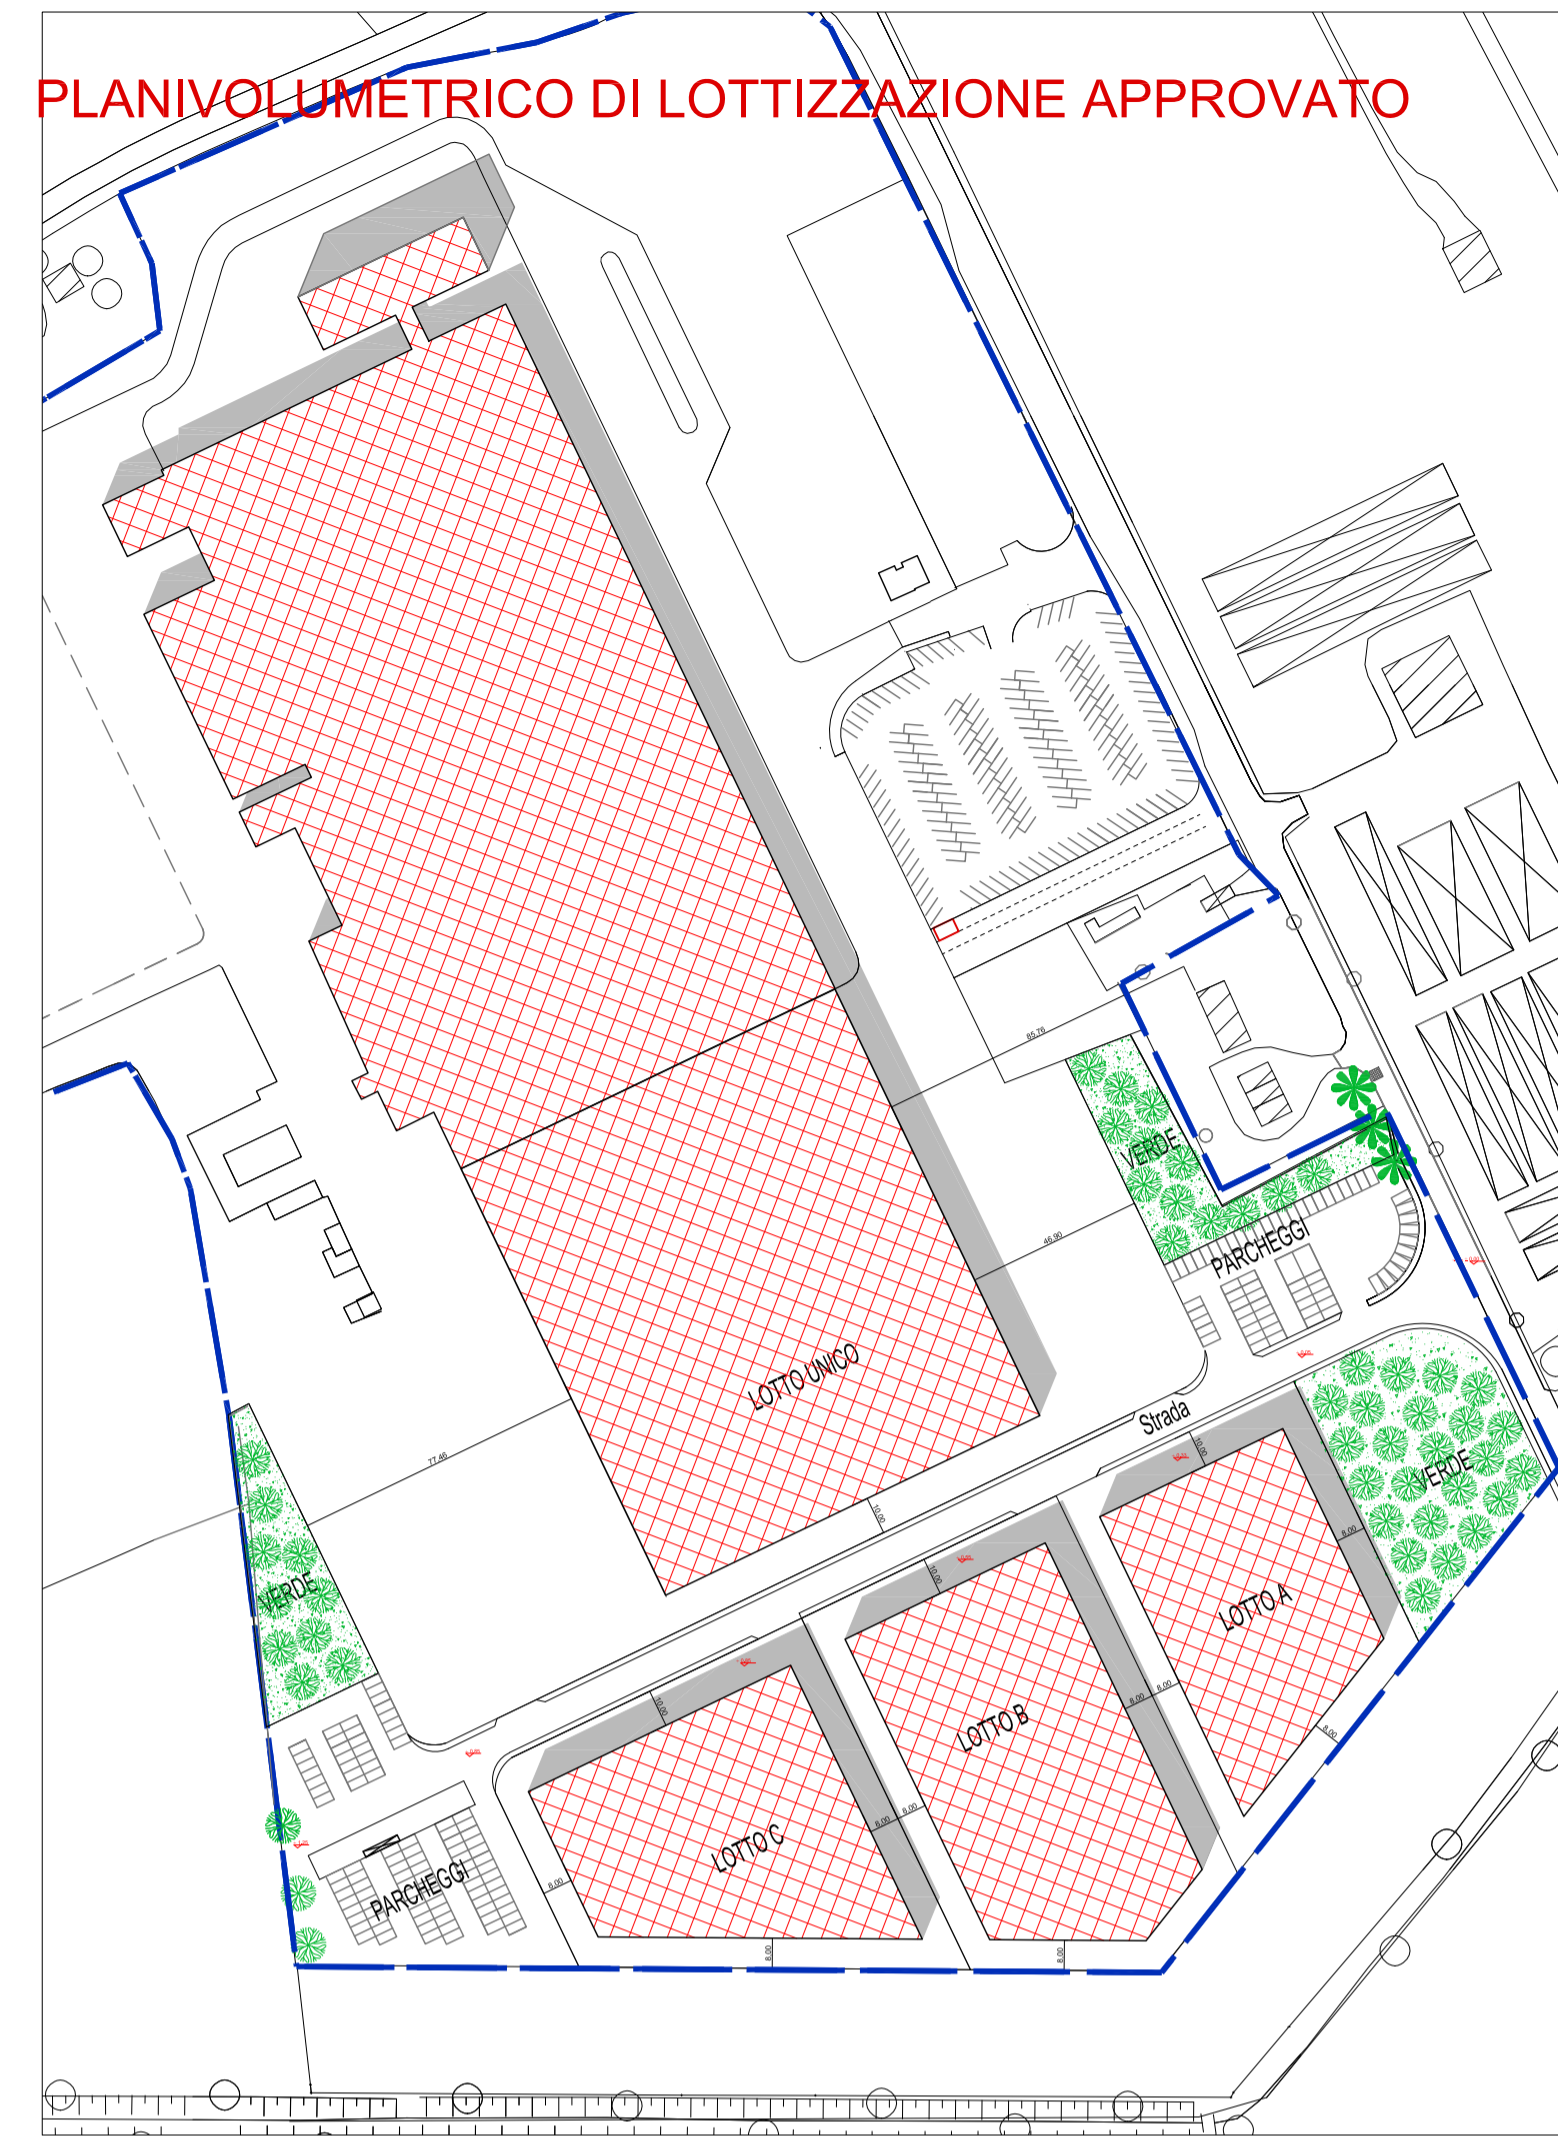 PLANIVOLUMETRICO DI LOTTIZZAZIONE APPROVATO
85.76
VERDE
46.90
PARCHEGGI
LOTTO UNICO
Strada
77.46
10.00
10.00
VERDE
8.00
10.00
VERDE
LOTTO A
8.00
8.00
10.00
LOTTO B
8.00
LOTTO C
8.00
8.00
PARCHEGGI
8.00
8.00
8.00